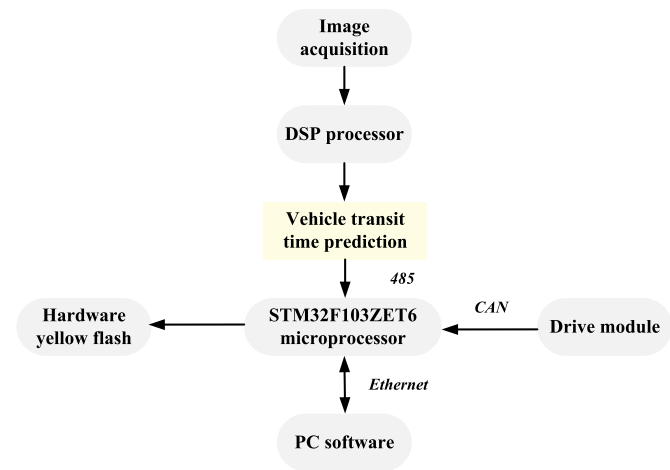 Image
acquisition
DSP processor
Vehicle transit
time prediction
485
Hardware
yellow flash
STM32F103ZET6
microprocessor
CAN
Drive module
Ethernet
PC software